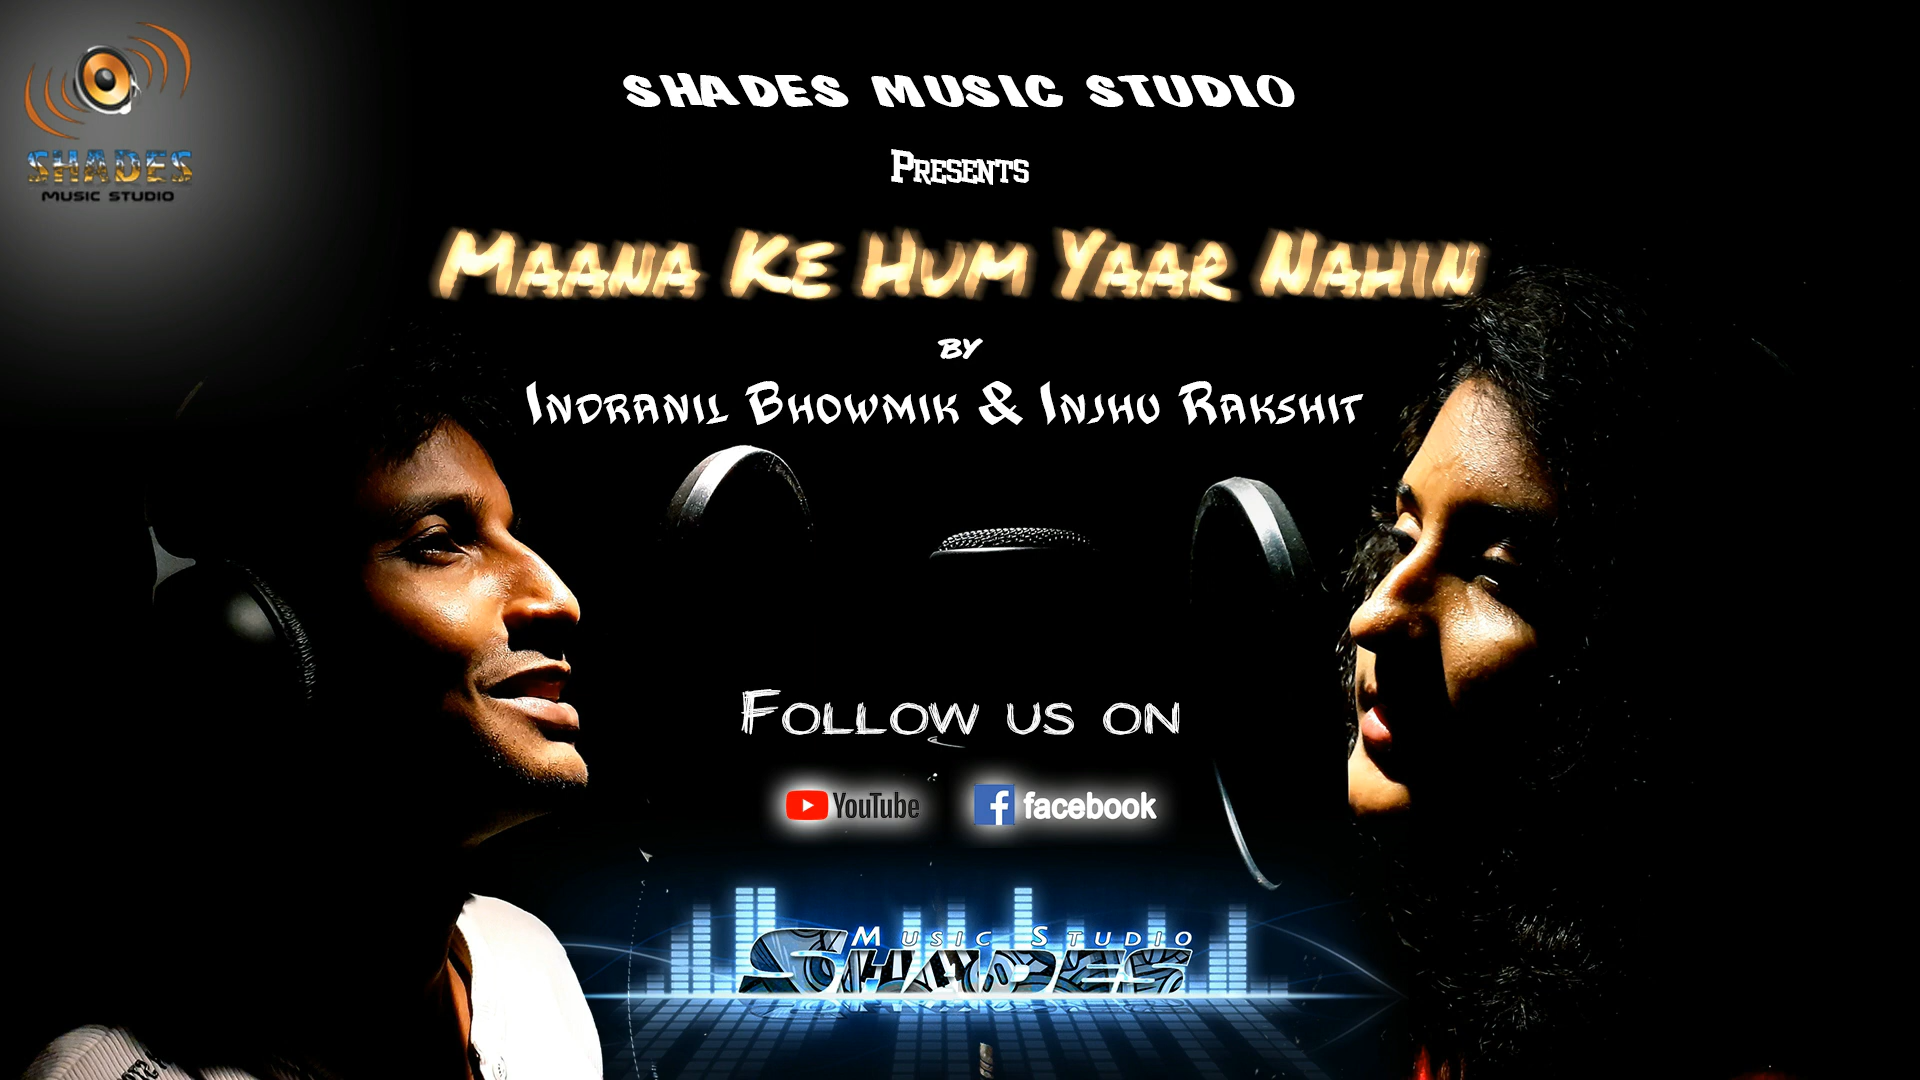 SHADES
MUSIC STUDIO
SHADES MUSIC STUDIO
PRESENTS
MAANA KE HUM YAAR NAHIN
BY
INDRANIL BHOWMIK & INJHU RAKSHIT
FOLLOW US ON
YouTube
facebook
MUSIC STUDIO
SHADES